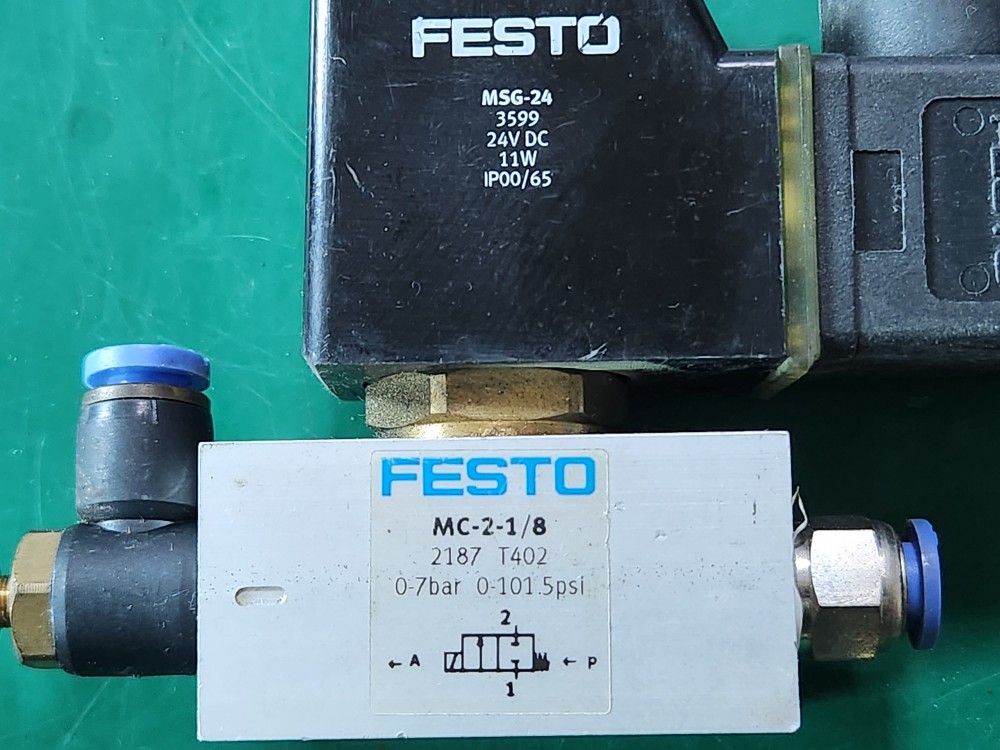 FESTO
MSG-24
3599
24V DC
11W
IP00/65
FESTO
MC-2-1/8
2187 T402
0-7bar 0-101.5psi
2
← A
← P
1